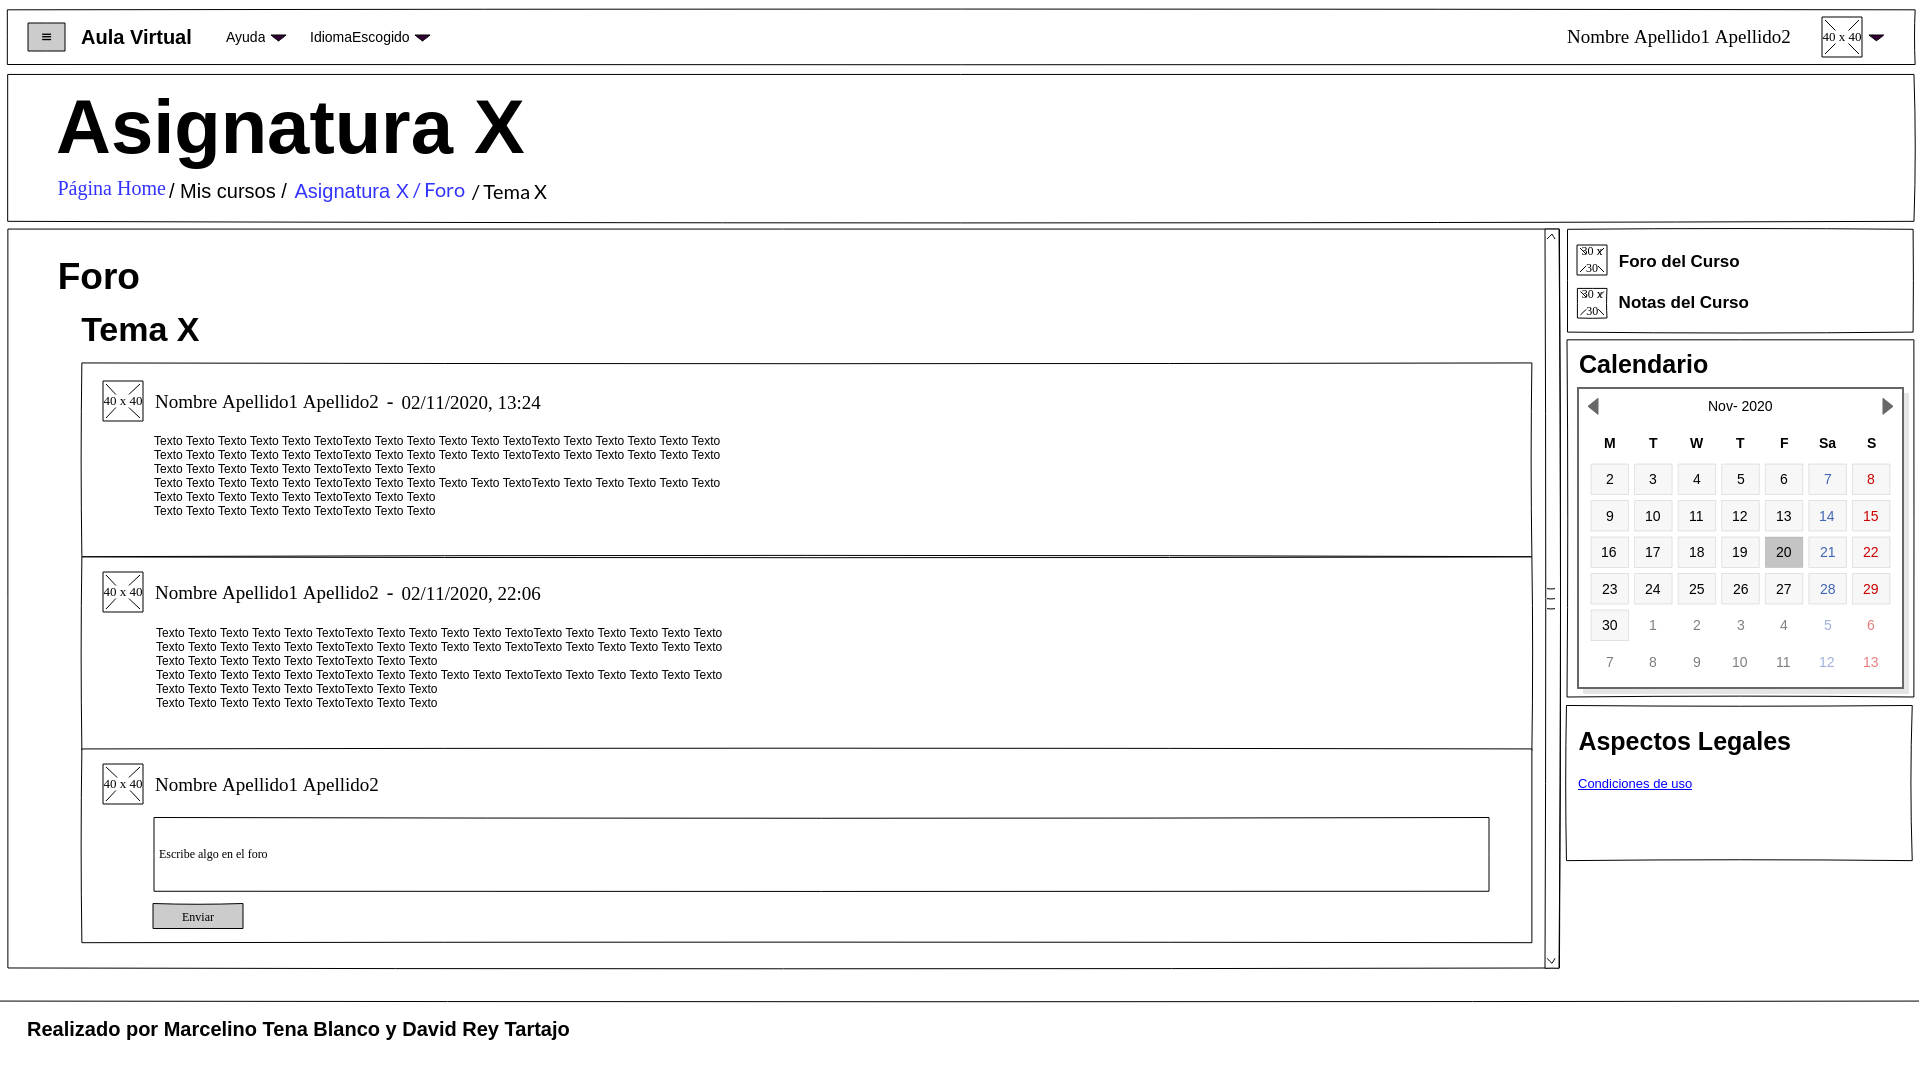 ≡ Aula Virtual Ayuda IdiomaEscogido Nombre Apellido1 Apellido2 40 x 40
Asignatura X
Página Home / Mis cursos / Asignatura X / Foro / Tema X
Foro
Tema X
40 x 40 Nombre Apellido1 Apellido2 - 02/11/2020, 13:24
Texto Texto Texto Texto Texto TextoTexto Texto Texto Texto Texto TextoTexto Texto Texto Texto Texto Texto
Texto Texto Texto Texto Texto TextoTexto Texto Texto Texto Texto TextoTexto Texto Texto Texto Texto Texto
Texto Texto Texto Texto Texto TextoTexto Texto Texto
Texto Texto Texto Texto Texto TextoTexto Texto Texto Texto Texto TextoTexto Texto Texto Texto Texto Texto
Texto Texto Texto Texto Texto TextoTexto Texto Texto
Texto Texto Texto Texto Texto TextoTexto Texto Texto
40 x 40 Nombre Apellido1 Apellido2 - 02/11/2020, 22:06
Texto Texto Texto Texto Texto TextoTexto Texto Texto Texto Texto TextoTexto Texto Texto Texto Texto Texto
Texto Texto Texto Texto Texto TextoTexto Texto Texto Texto Texto TextoTexto Texto Texto Texto Texto Texto
Texto Texto Texto Texto Texto TextoTexto Texto Texto
Texto Texto Texto Texto Texto TextoTexto Texto Texto Texto Texto TextoTexto Texto Texto Texto Texto Texto
Texto Texto Texto Texto Texto TextoTexto Texto Texto
Texto Texto Texto Texto Texto TextoTexto Texto Texto
40 x 40 Nombre Apellido1 Apellido2
Escribe algo en el foro
Enviar
30 x
30
Foro del Curso
30 x
30
Notas del Curso
Calendario
Nov- 2020
M T W T F Sa S
2 3 4 5 6 7 8
9 10 11 12 13 14 15
16 17 18 19 20 21 22
23 24 25 26 27 28 29
30 1 2 3 4 5 6
7 8 9 10 11 12 13
Aspectos Legales
Condiciones de uso
Realizado por Marcelino Tena Blanco y David Rey Tartajo